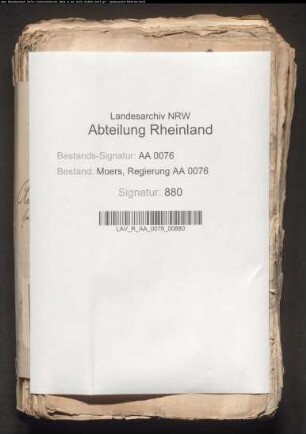 Landesarchiv NRW
Abteilung Rheinland
Bestands-Signatur: AA 0076
Bestand: Moers, Regierung AA 0076
Signatur: 880
LAV_R_AA_0076_00880